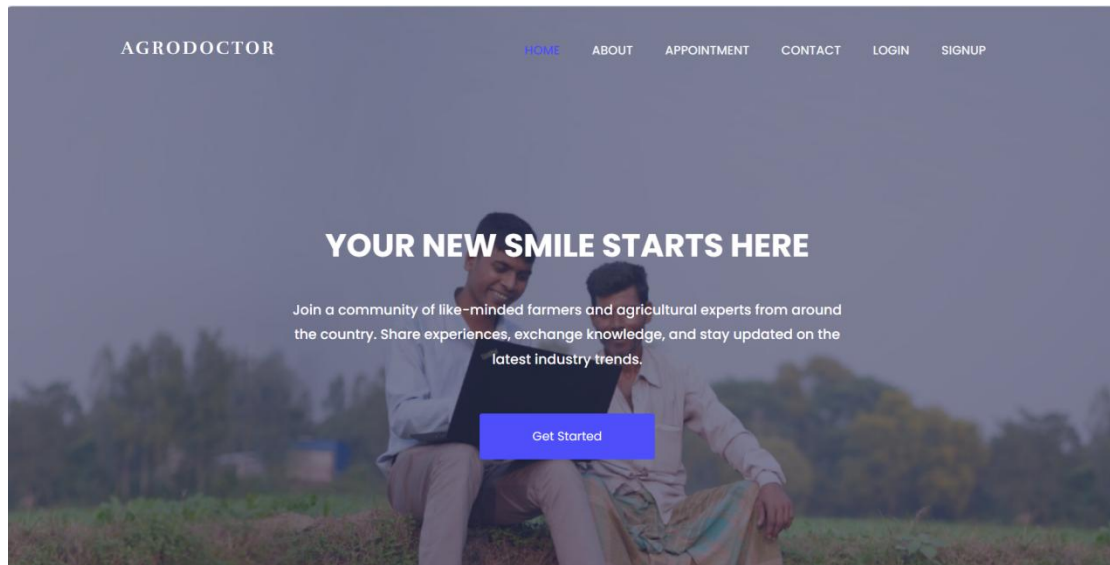 AGRODOCTOR
HOME ABOUT APPOINTMENT CONTACT LOGIN SIGNUP
YOUR NEW SMILE STARTS HERE
Join a community of like-minded farmers and agricultural experts from around
the country. Share experiences, exchange knowledge, and stay updated on the
latest industry trends.
Get Started